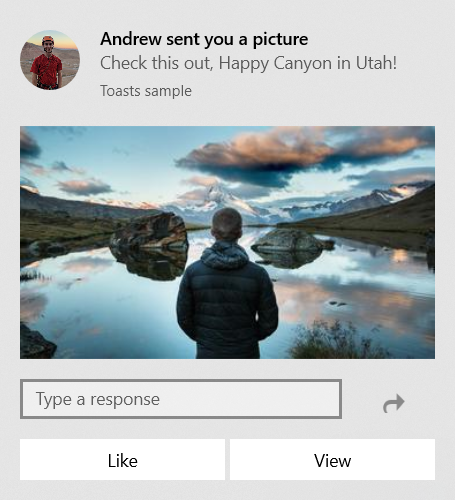 Andrew sent you a picture
Check this out, Happy Canyon in Utah!
Toasts sample
Type a response
Like
View